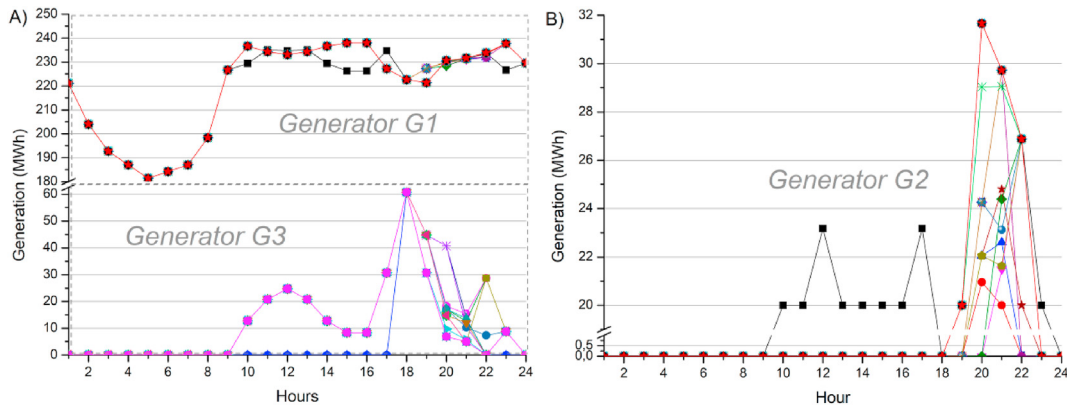 A)
Generation (MWh)
250
240
230
220
210
200
190
180
Generator G1
60
50
40
30
20
10
0
Generator G3
2 4 6 8 10 12 14 16 18 20 22 24
Hours
B)
Generation (MWh)
32
30
28
26
24
22
20
0.5
0,0
Generator G2
2 4 6 8 10 12 14 16 18 20 22 24
Hour